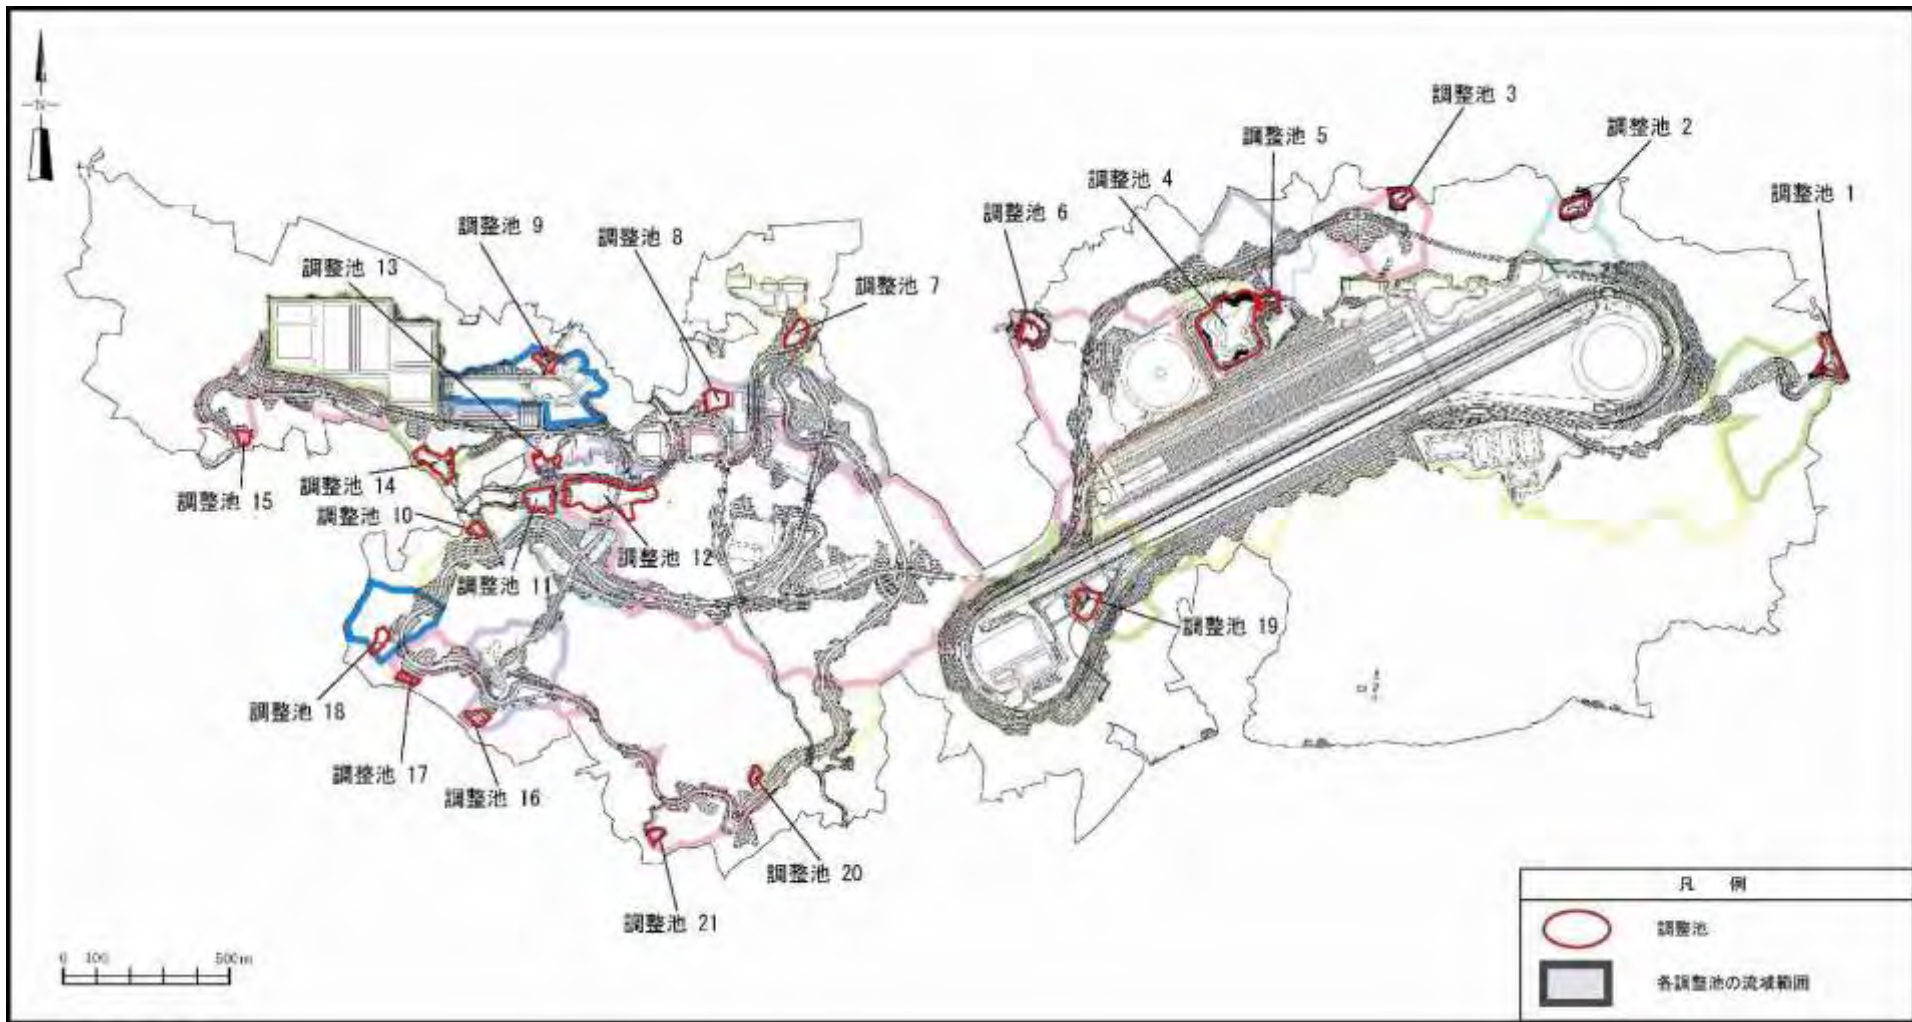 N
調整池 3
調整池 2
調整池 5
調整池 4
調整池 1
調整池 6
調整池 9
調整池 8
調整池 13
調整池 7
調整池 14
調整池 15
調整池 10
調整池 12
調整池 11
調整池 19
調整池 18
調整池 17
調整池 16
調整池 20
調整池 21
凡 例
調整池
各調整池の流域範囲
0 100 500m